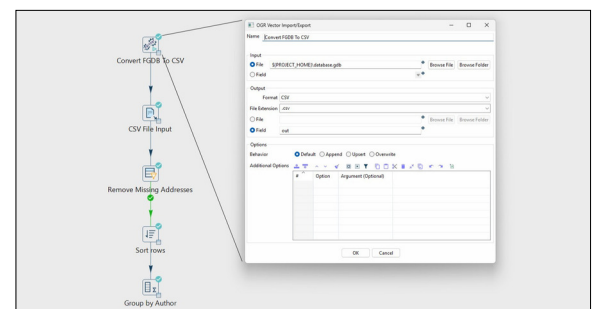 Convert FGDB To CSV
CSV File Input
Remove Missing Addresses
Sort rows
Group by Author
OGR Vector Import/Export
Name Convert FGDB To CSV
Input
File ${PROJECT_HOME}\database.gdb Browse File Browse Folder
Field
Output
Format CSV
File Extension .csv
File Browse File Browse Folder
Field out
Options
Behavior Default Append Upsert Overwrite
Additional Options
# Option Argument (Optional)
OK Cancel